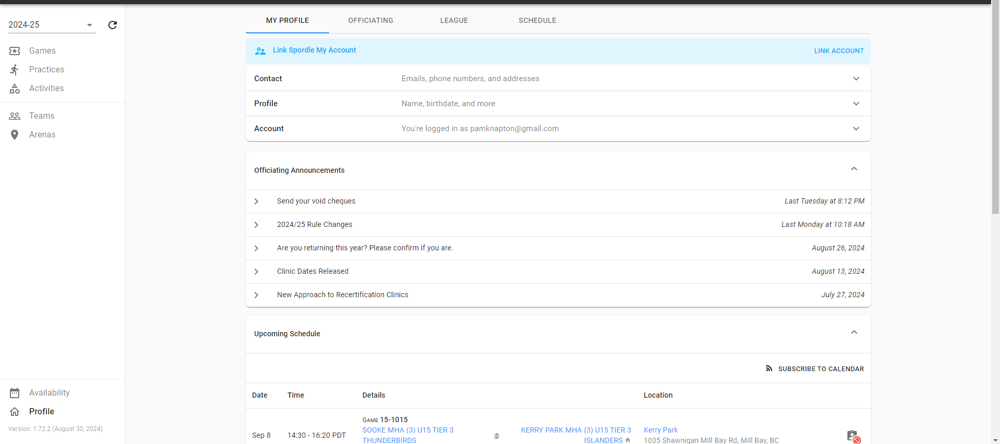 2024-25
Games
Practices
Activities
Teams
Arenas
Availability
Profile
Version: 1.72.2 (August 30, 2024)
MY PROFILE OFFICIATING LEAGUE SCHEDULE
Link Spordle My Account LINK ACCOUNT
Contact Emails, phone numbers, and addresses
Profile Name, birthdate, and more
Account You're logged in as pamknapton@gmail.com
Officiating Announcements
Send your void cheques Last Tuesday at 8:12 PM
2024/25 Rule Changes Last Monday at 10:18 AM
Are you returning this year? Please confirm if you are. August 26, 2024
Clinic Dates Released August 13, 2024
New Approach to Recertification Clinics July 27, 2024
Upcoming Schedule
SUBSCRIBE TO CALENDAR
Date Time Details Location
GAME 15-1015
SOOKE MHA (3) U15 TIER 3 KERRY PARK MHA (3) U15 TIER 3 Kerry Park
Sep 8 14:30 - 16:20 PDT @
THUNDERBIRDS ISLANDERS 1035 Shawnigan Mill Bay Rd, Mill Bay, BC